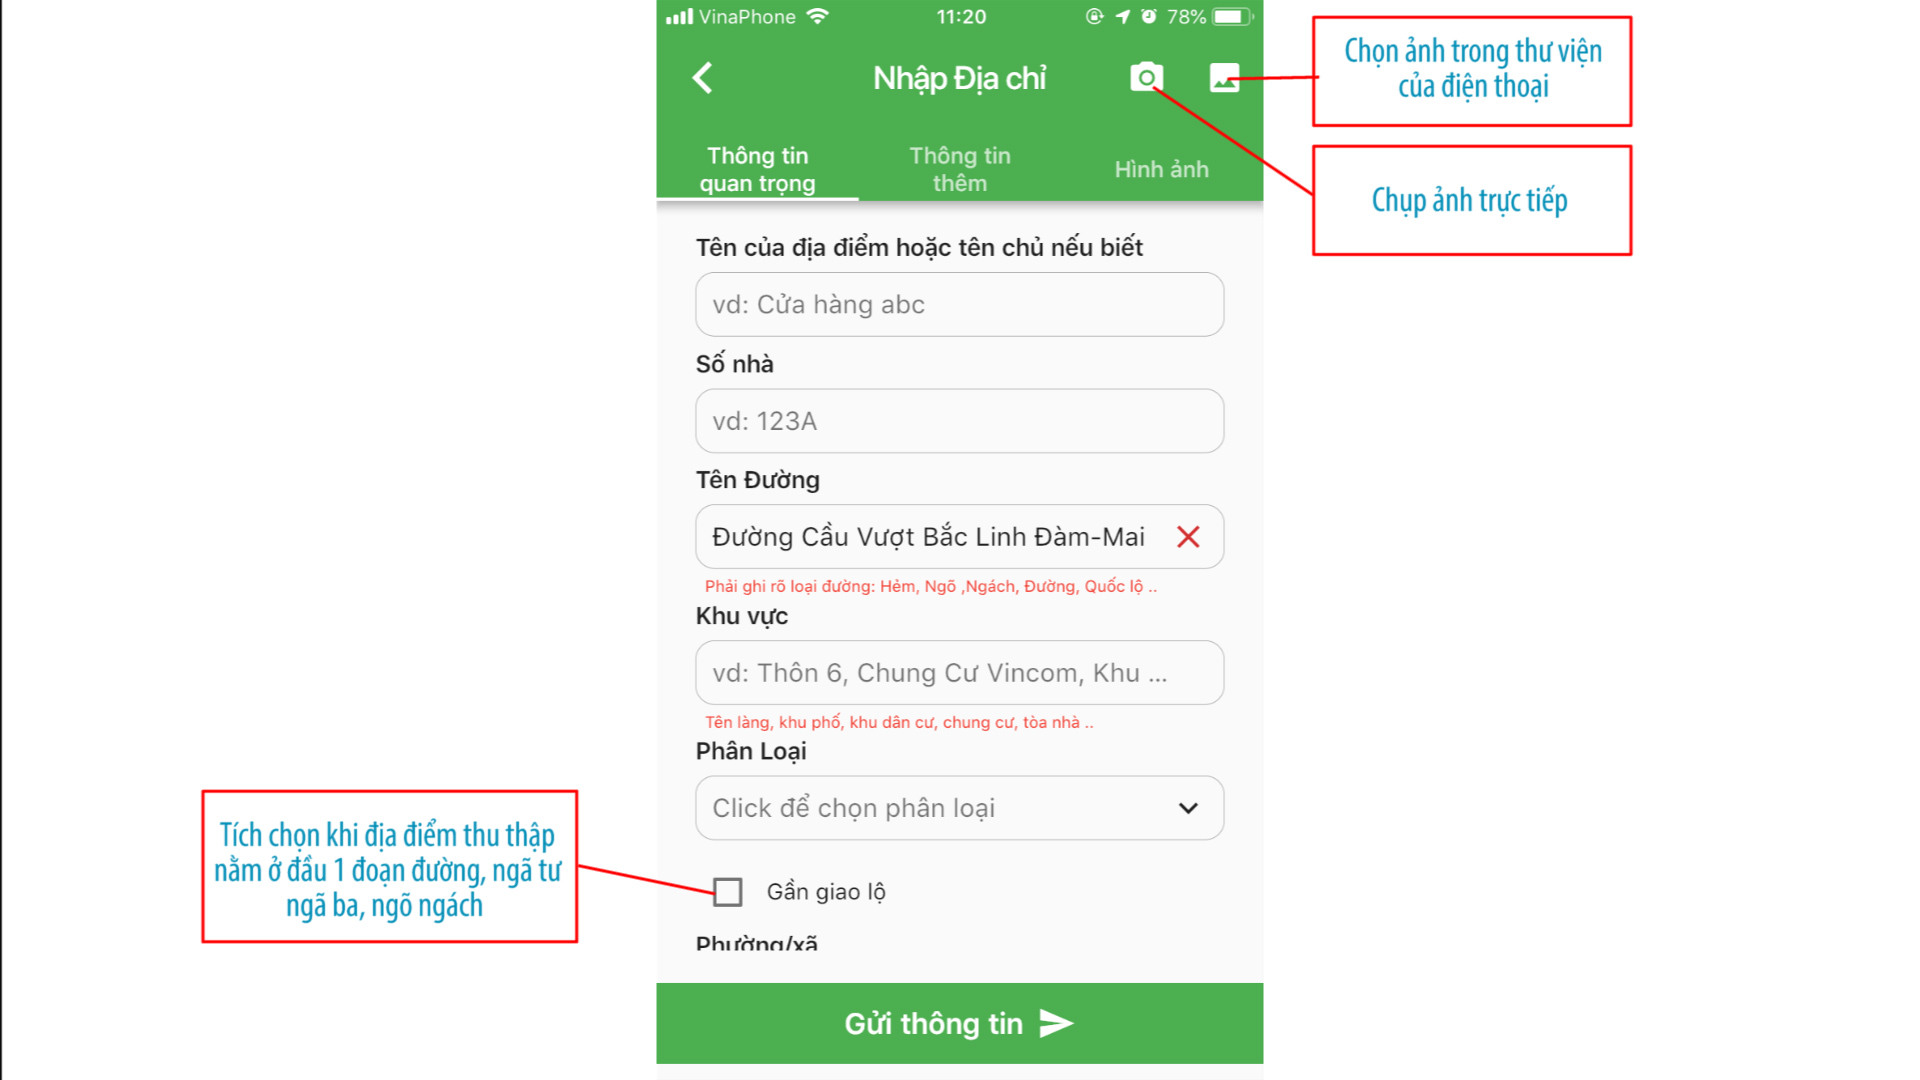 VinaPhone 11:20 78%
Nhập Địa chỉ
Chọn ảnh trong thư viện
của điện thoại
Chụp ảnh trực tiếp
Thông tin
quan trọng
Thông tin
thêm
Hình ảnh
Tên của địa điểm hoặc tên chủ nếu biết
vd: Cửa hàng abc
Số nhà
vd: 123A
Tên Đường
Đường Cầu Vượt Bắc Linh Đàm-Mai
Phải ghi rõ loại đường: Hẻm, Ngõ ,Ngách, Đường, Quốc lộ ..
Khu vực
vd: Thôn 6, Chung Cư Vincom, Khu ...
Tên làng, khu phố, khu dân cư, chung cư, tòa nhà ..
Phân Loại
Click để chọn phân loại
Tích chọn khi địa điểm thu thập
nằm ở đầu 1 đoạn đường, ngã tư
ngã ba, ngõ ngách
Gần giao lộ
Phường/xã
Gửi thông tin